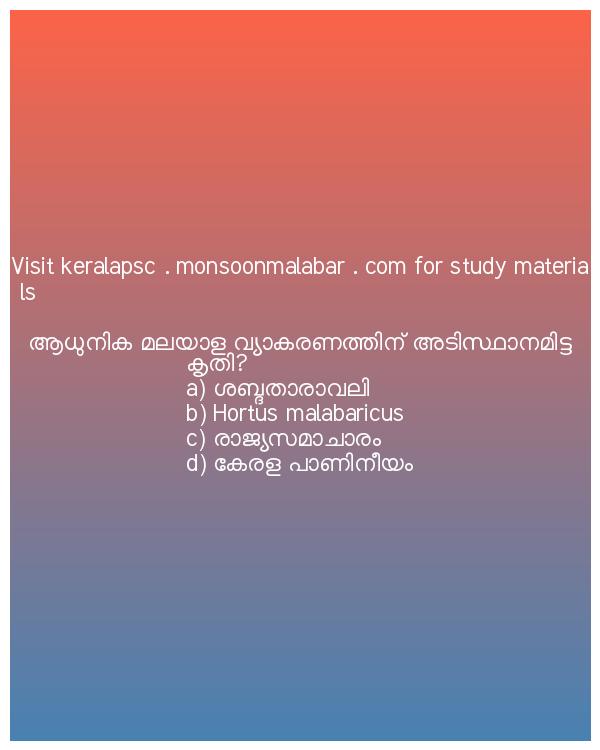 Visit keralapsc . monsoonmalabar . com for study materia
ls
ആധുനിക മലയാള വ്യാകരണത്തിന് അടിസ്ഥാനമിട്ട
കൃതി?
a) ശബ്ദതാരാവലി
b) Hortus malabaricus
c) രാജ്യസമാചാരം
d) കേരള പാണിനീയം